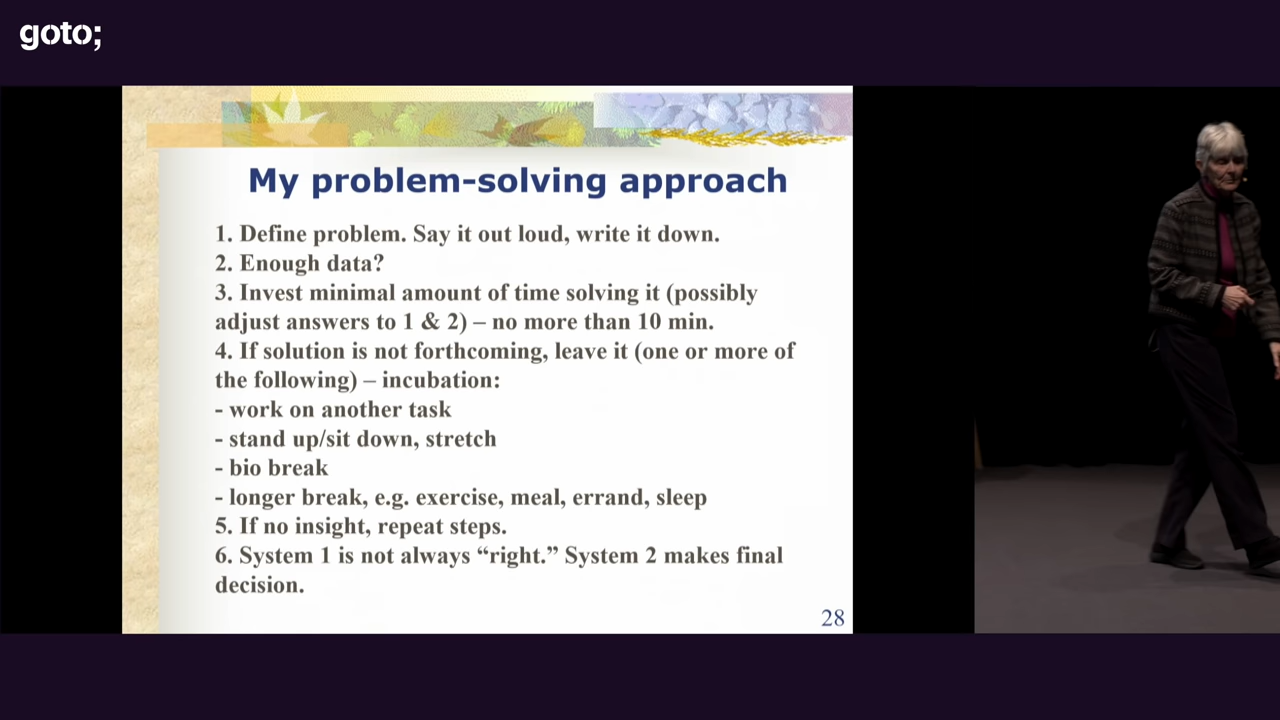 goto;
My problem-solving approach
1. Define problem. Say it out loud, write it down.
2. Enough data?
3. Invest minimal amount of time solving it (possibly
adjust answers to 1 & 2) – no more than 10 min.
4. If solution is not forthcoming, leave it (one or more of
the following) – incubation:
- work on another task
- stand up/sit down, stretch
- bio break
- longer break, e.g. exercise, meal, errand, sleep
5. If no insight, repeat steps.
6. System 1 is not always “right.” System 2 makes final
decision.
28